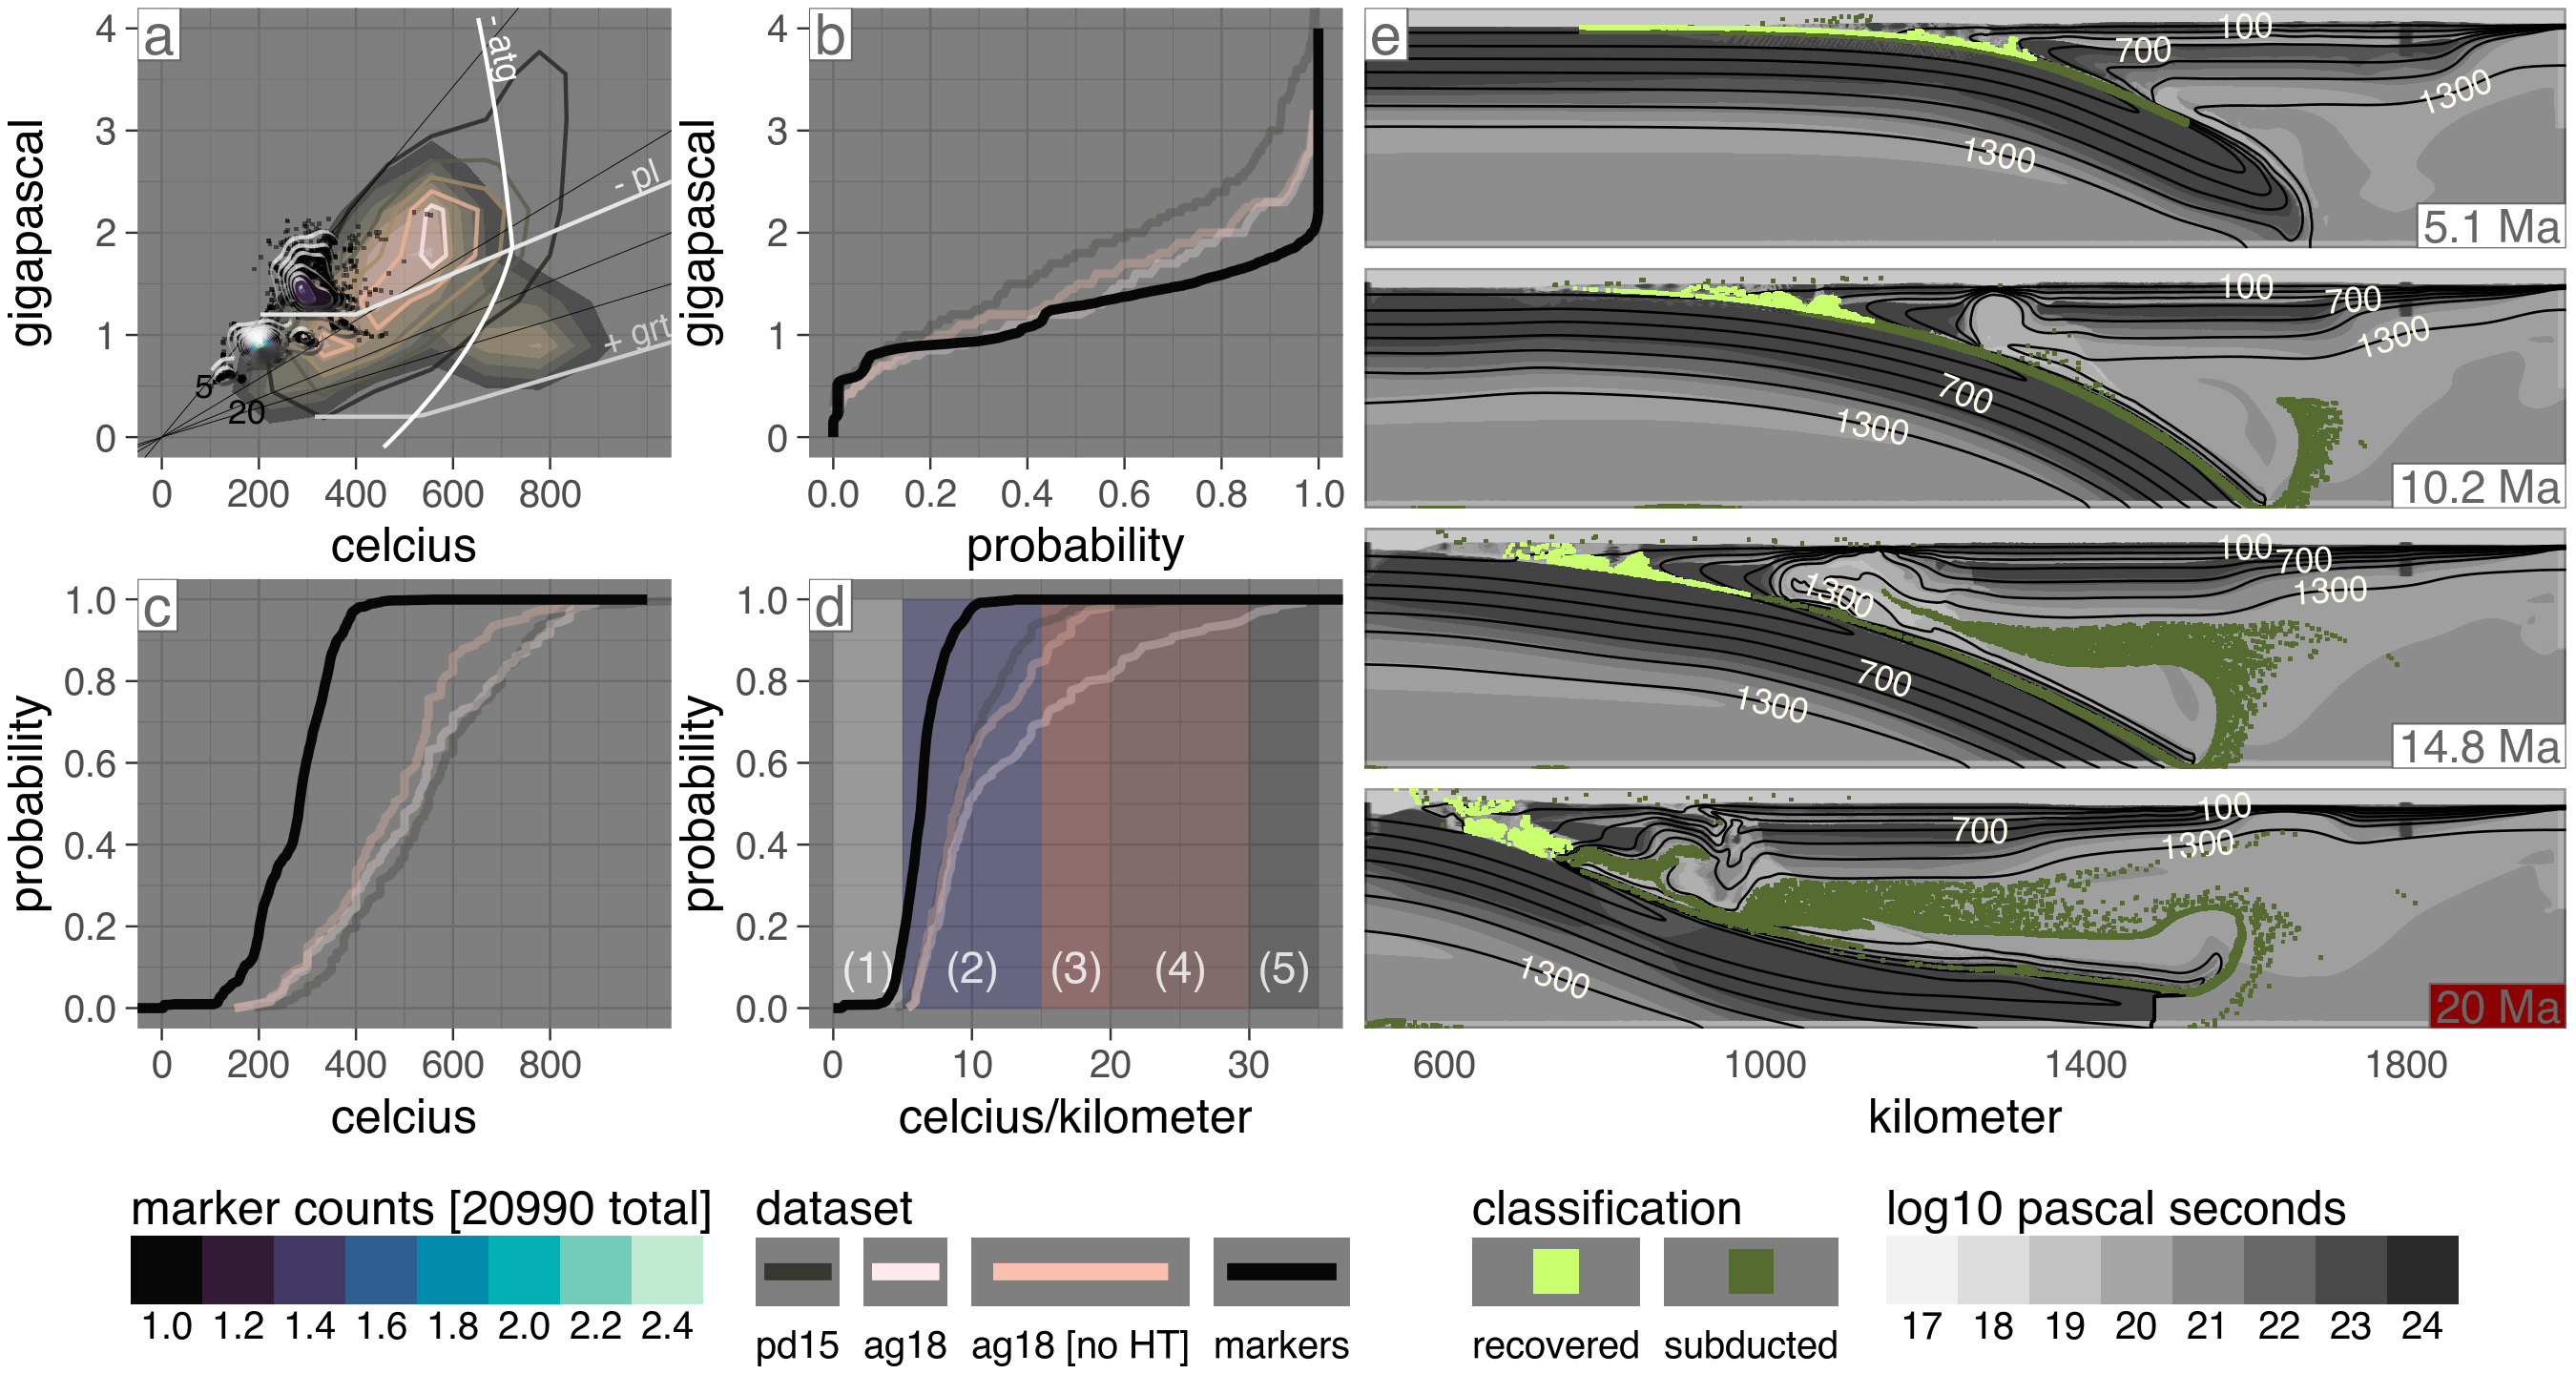 a
- atg
- pl
+ grt
5
20
4
3
2
1
0
gigapascal
0 200 400 600 800
celcius
b
4
3
2
1
0
gigapascal
0.0 0.2 0.4 0.6 0.8 1.0
probability
c
1.0
0.8
0.6
0.4
0.2
0.0
probability
0 200 400 600 800
celcius
d
1.0
0.8
0.6
0.4
0.2
0.0
probability
(1) (2) (3) (4) (5)
0 10 20 30
celcius/kilometer
e
100
700
1300
1300
5.1 Ma
100
700
1300
700
1300
10.2 Ma
100
700
1300
1300
700
1300
14.8 Ma
100
700
1300
1300
20 Ma
600 1000 1400 1800
kilometer
marker counts [20990 total]
1.0 1.2 1.4 1.6 1.8 2.0 2.2 2.4
dataset
pd15 ag18 ag18 [no HT] markers
classification
recovered subducted
log10 pascal seconds
17 18 19 20 21 22 23 24